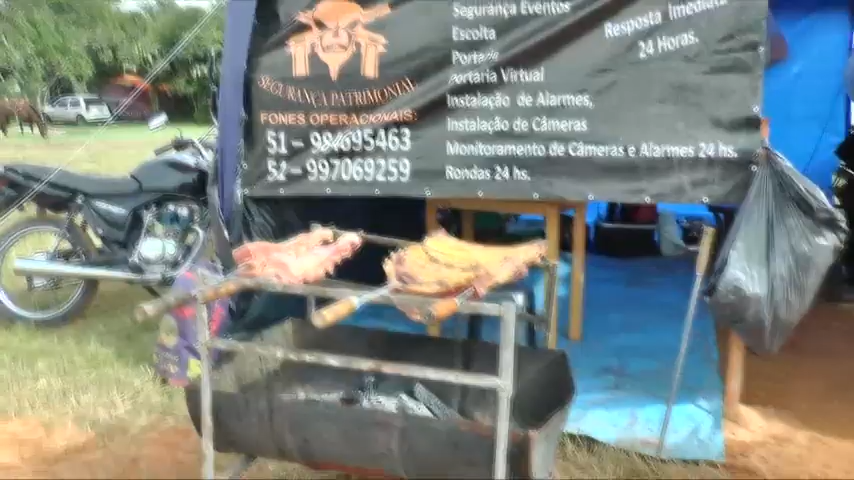 SEGURANÇA PATRIMONIAL
FONES OPERACIONAIS:
51 - 984695463
52 - 997069259
Segurança Eventos
Escolta
Portaria
Portaria Virtual
Instalação de Alarmes,
Instalação de Câmeras
Monitoramento de Câmeras e Alarmes 24 hs.
Rondas 24 hs.
Resposta Imediata
24 Horas.